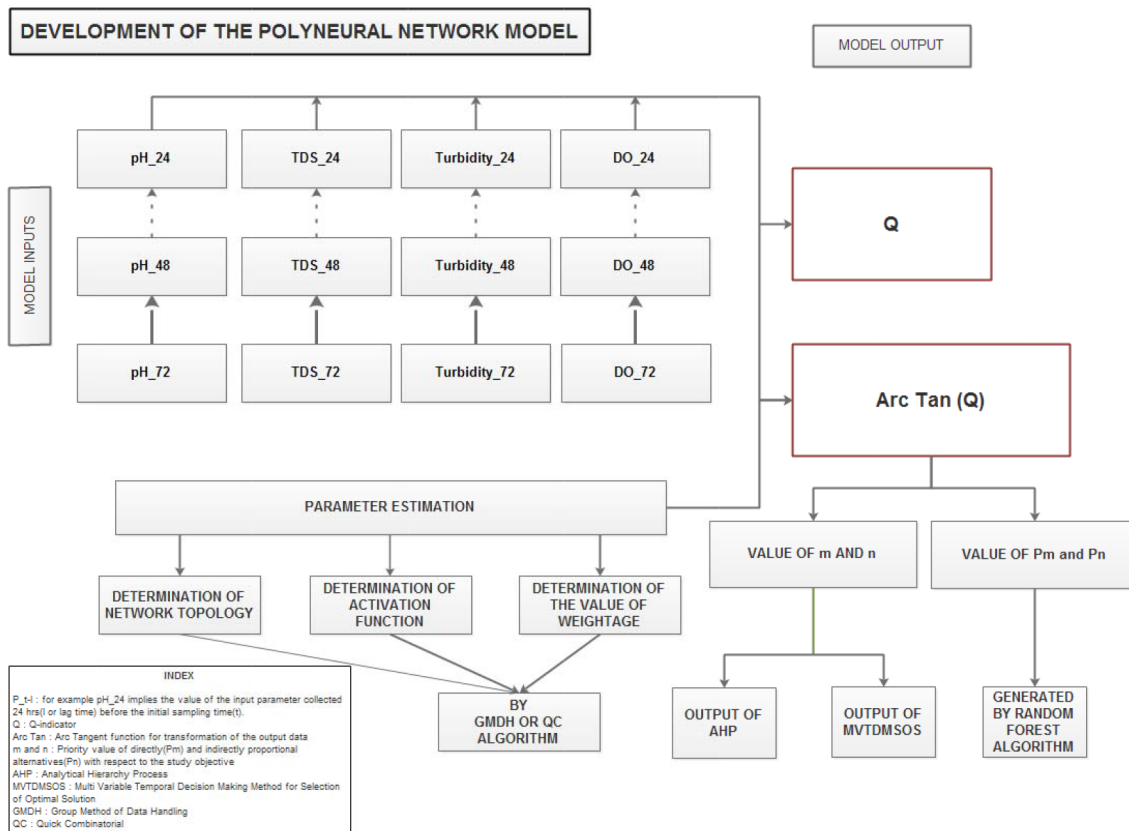 DEVELOPMENT OF THE POLYNEURAL NETWORK MODEL
MODEL OUTPUT
MODEL INPUTS
pH_24
TDS_24
Turbidity_24
DO_24
pH_48
TDS_48
Turbidity_48
DO_48
pH_72
TDS_72
Turbidity_72
DO_72
Q
Arc Tan (Q)
PARAMETER ESTIMATION
DETERMINATION OF
NETWORK TOPOLOGY
DETERMINATION OF
ACTIVATION
FUNCTION
DETERMINATION OF
THE VALUE OF
WEIGHTAGE
BY
GMDH OR QC
ALGORITHM
VALUE OF m AND n
VALUE OF Pm and Pn
OUTPUT OF
AHP
OUTPUT OF
MVTDMSOS
GENERATED
BY RANDOM
FOREST
ALGORITHM
INDEX
P_t-l : for example pH_24 implies the value of the input parameter collected
24 hrs(l or lag time) before the initial sampling time(t).
Q : Q-indicator
Arc Tan : Arc Tangent function for transformation of the output data
m and n : Priority value of directly(Pm) and indirectly proportional
alternatives(Pn) with respect to the study objective
AHP : Analytical Hierarchy Process
MVTDMSOS : Multi Variable Temporal Decision Making Method for Selection
of Optimal Solution
GMDH : Group Method of Data Handling
QC : Quick Combinatorial